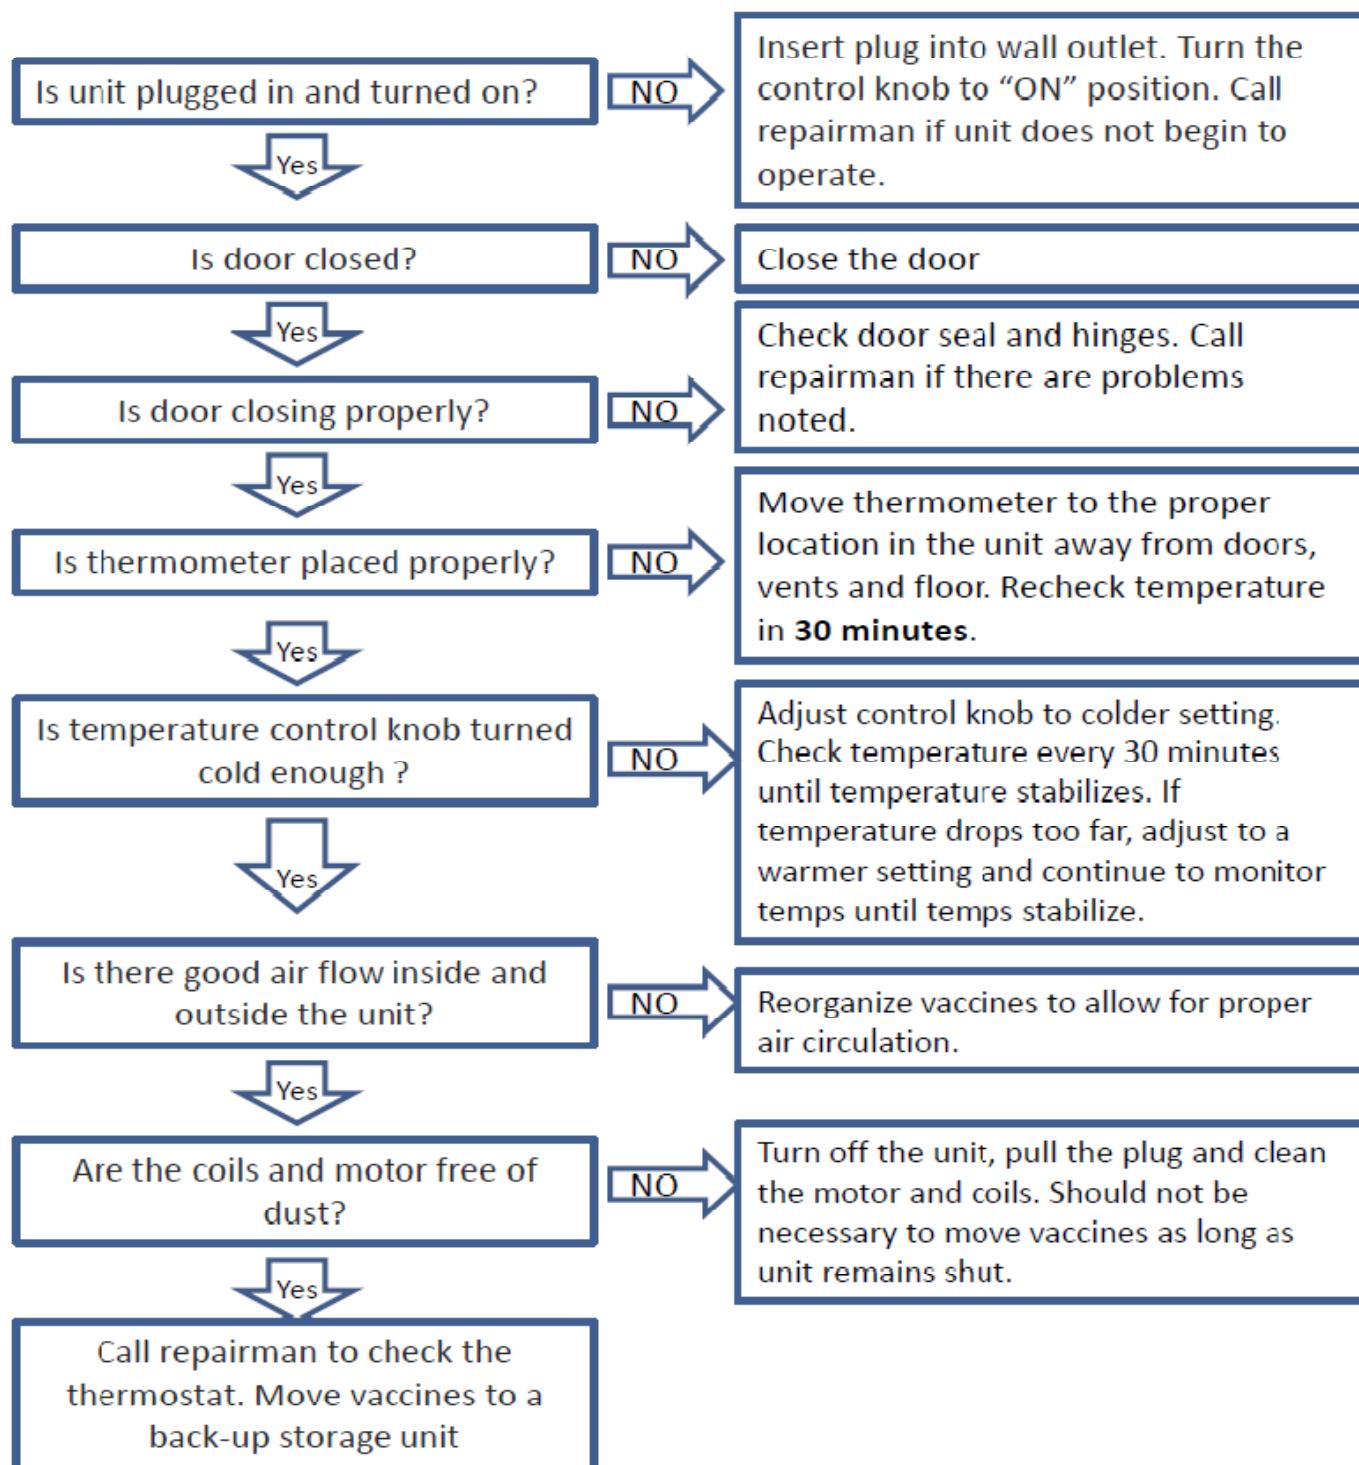 Is unit plugged in and turned on?
NO
Insert plug into wall outlet. Turn the
control knob to “ON” position. Call
repairman if unit does not begin to
operate.
Yes
Is door closed?
NO
Close the door
Yes
Is door closing properly?
NO
Check door seal and hinges. Call
repairman if there are problems
noted.
Yes
Is thermometer placed properly?
NO
Move thermometer to the proper
location in the unit away from doors,
vents and floor. Recheck temperature
in 30 minutes.
Yes
Is temperature control knob turned
cold enough ?
NO
Adjust control knob to colder setting.
Check temperature every 30 minutes
until temperature stabilizes. If
temperature drops too far, adjust to a
warmer setting and continue to monitor
temps until temps stabilize.
Yes
Is there good air flow inside and
outside the unit?
NO
Reorganize vaccines to allow for proper
air circulation.
Yes
Are the coils and motor free of
dust?
NO
Turn off the unit, pull the plug and clean
the motor and coils. Should not be
necessary to move vaccines as long as
unit remains shut.
Yes
Call repairman to check the
thermostat. Move vaccines to a
back-up storage unit